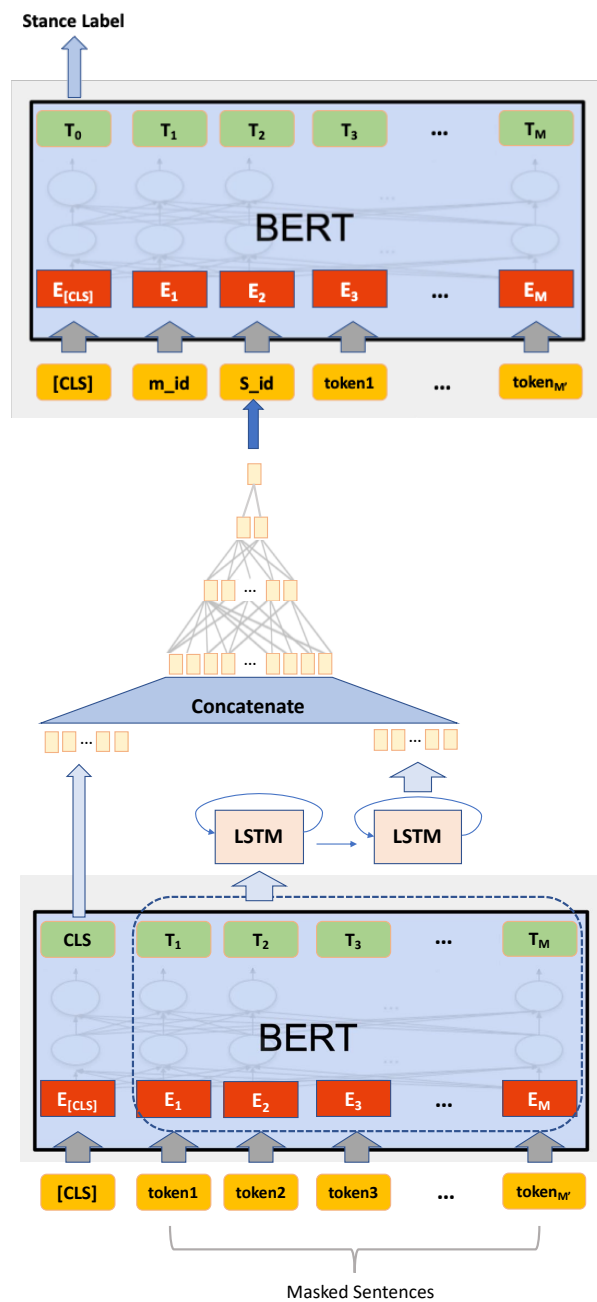 Stance Label
T0 T1 T2 T3 ... TM
...
BERT
E[CLS] E1 E2 E3 ... EM
[CLS] m_id S_id token1 ... tokenM'
...
...
Concatenate
... ...
LSTM LSTM
CLS T1 T2 T3 ... TM
...
BERT
E[CLS] E1 E2 E3 ... EM
[CLS] token1 token2 token3 ... tokenM'
Masked Sentences